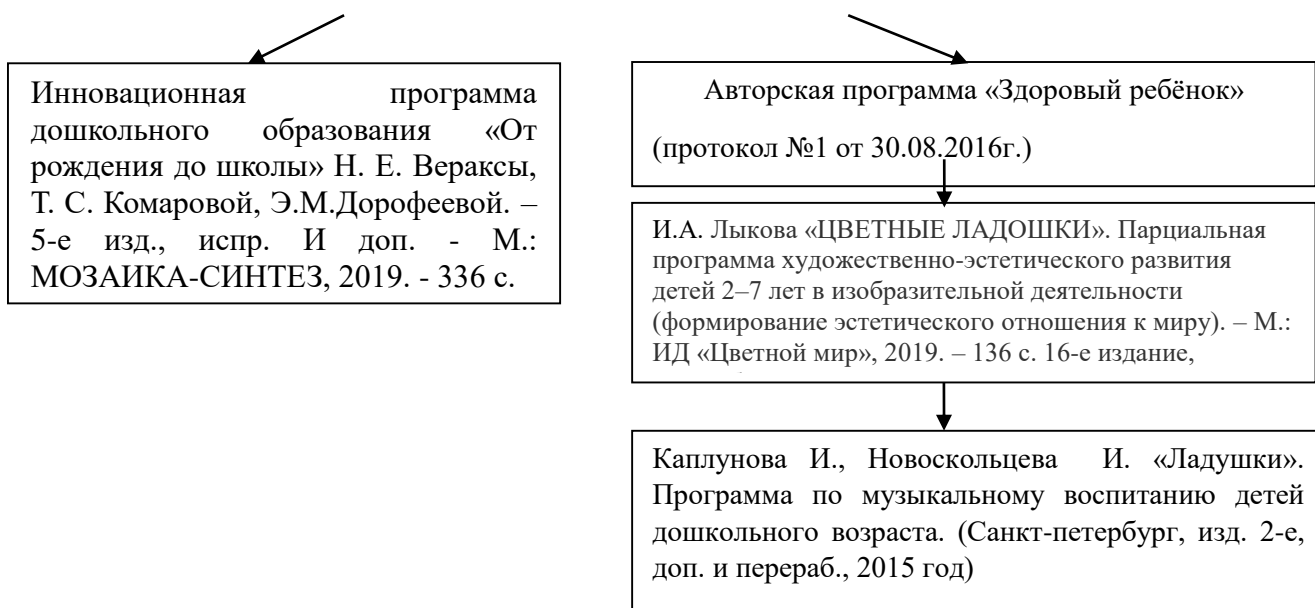 Инновационная программа
дошкольного образования «От
рождения до школы» Н. Е. Вераксы,
Т. С. Комаровой, Э.М.Дорофеевой. –
5-е изд., испр. И доп. - М.:
МОЗАИКА-СИНТЕЗ, 2019. - 336 с.
Авторская программа «Здоровый ребёнок»
(протокол №1 от 30.08.2016г.)
И.А. Лыкова «ЦВЕТНЫЕ ЛАДОШКИ». Парциальная
программа художественно-эстетического развития
детей 2–7 лет в изобразительной деятельности
(формирование эстетического отношения к миру). – М.:
ИД «Цветной мир», 2019. – 136 с. 16-е издание,
Каплунова И., Новоскольцева И. «Ладушки».
Программа по музыкальному воспитанию детей
дошкольного возраста. (Санкт-петербург, изд. 2-е,
доп. и перераб., 2015 год)